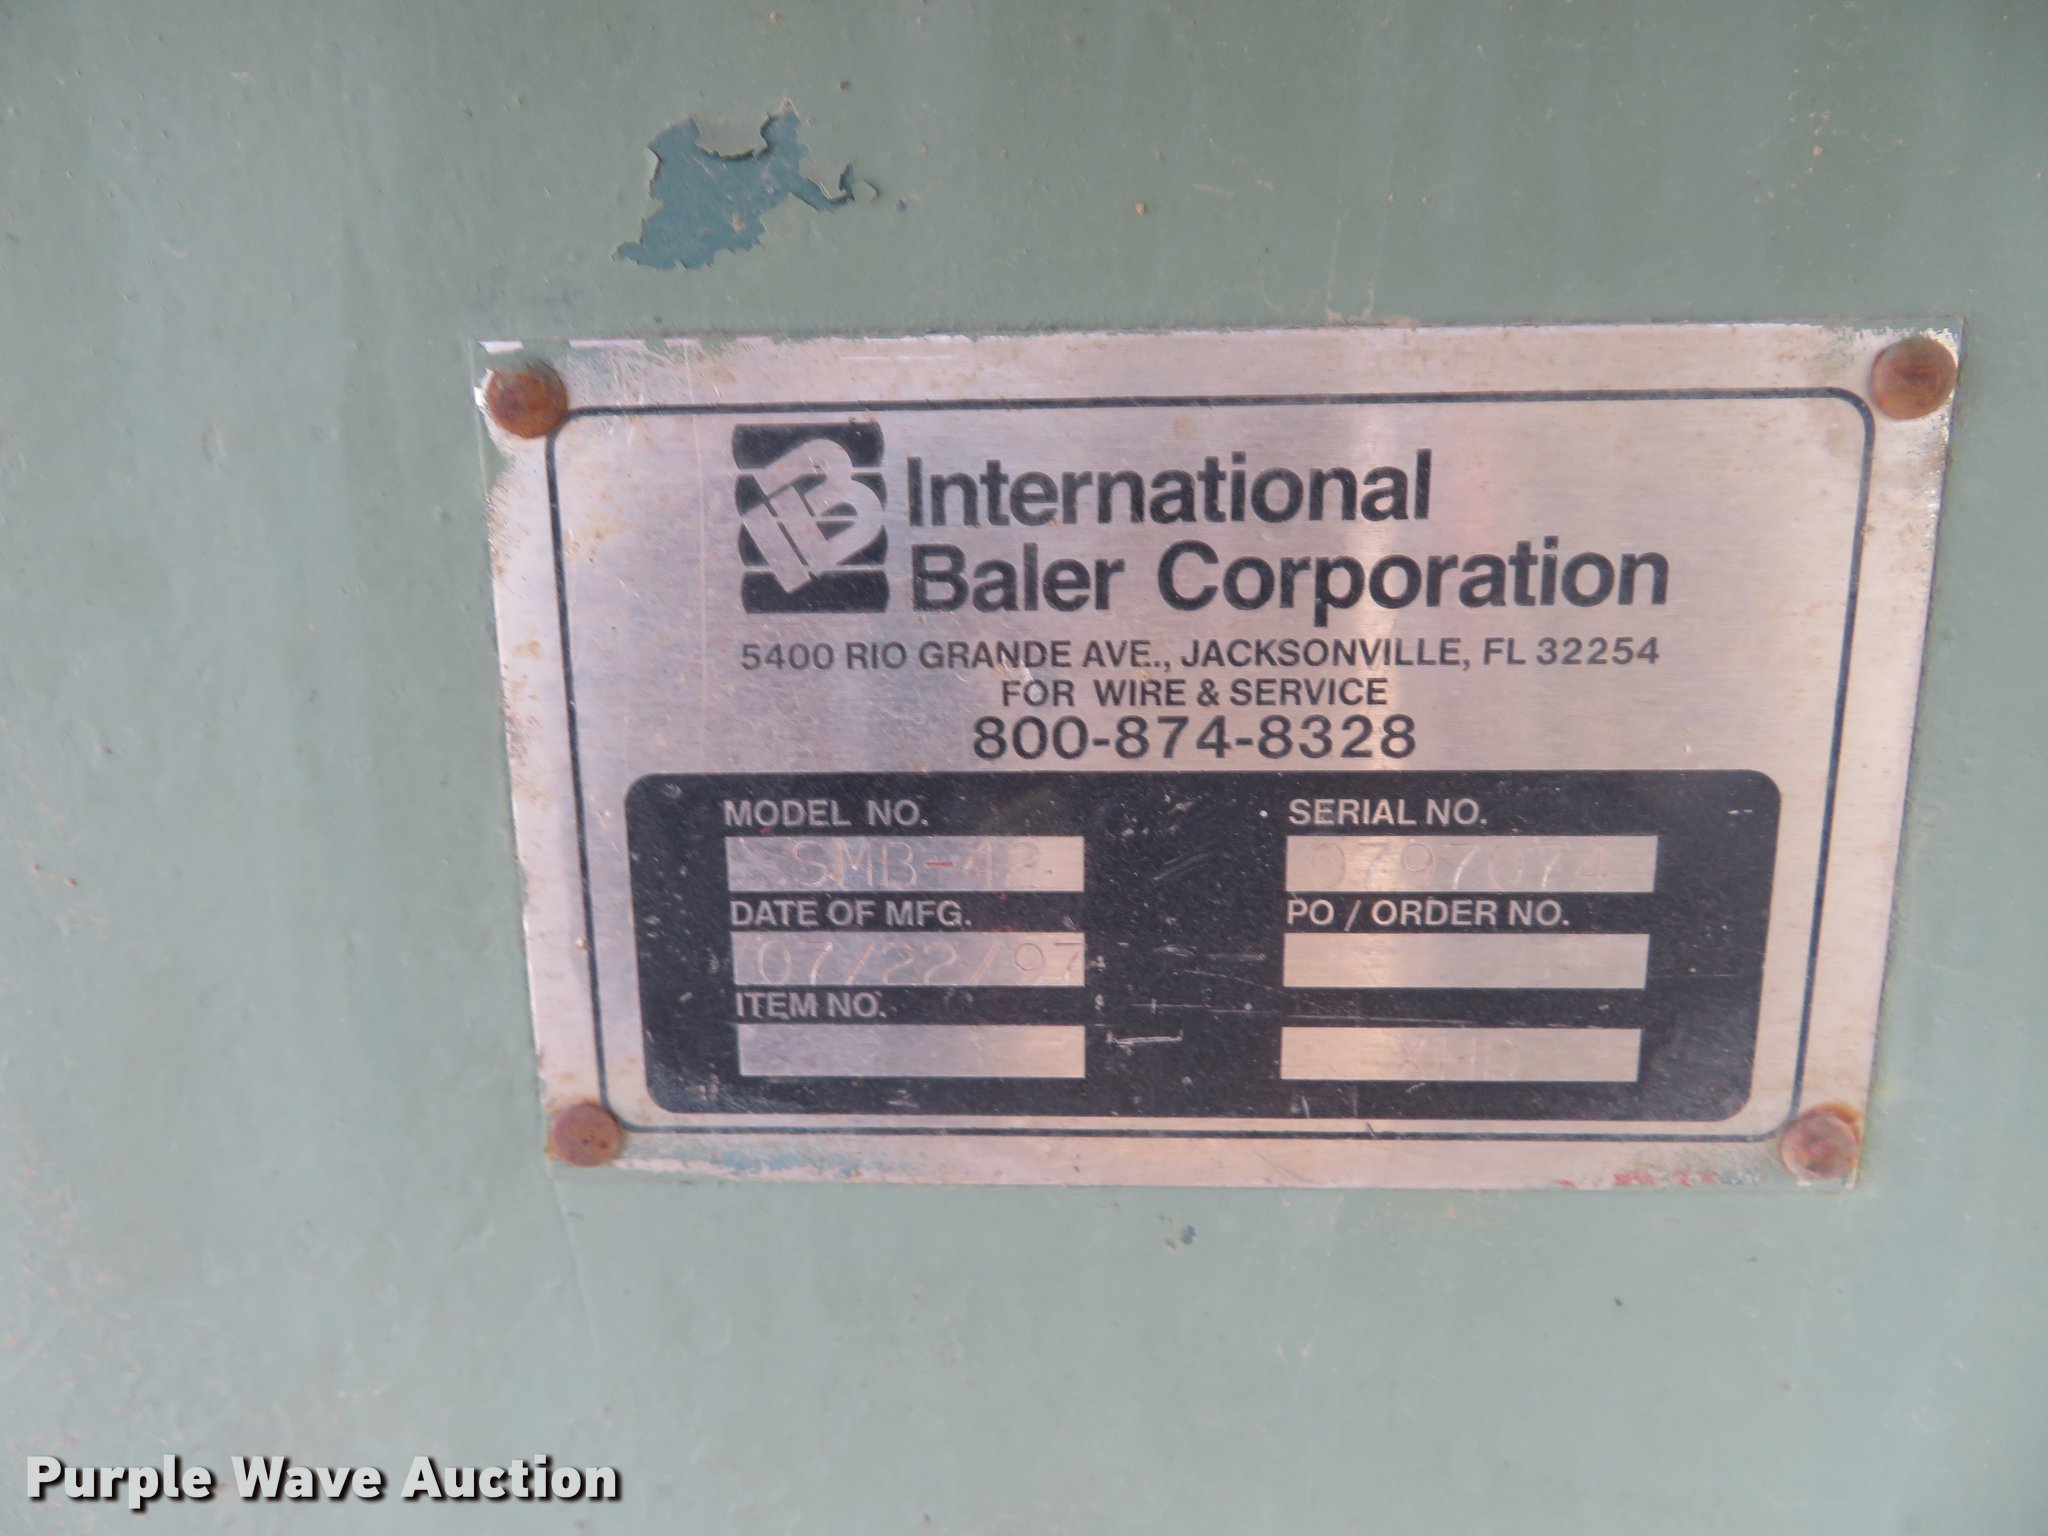 International
Baler Corporation
5400 RIO GRANDE AVE., JACKSONVILLE, FL 32254
FOR WIRE & SERVICE
800-874-8328
MODEL NO.
SERIAL NO.
SSMB-42
0797074
DATE OF MFG.
PO / ORDER NO.
07/22/97
ITEM NO.
Purple Wave Auction